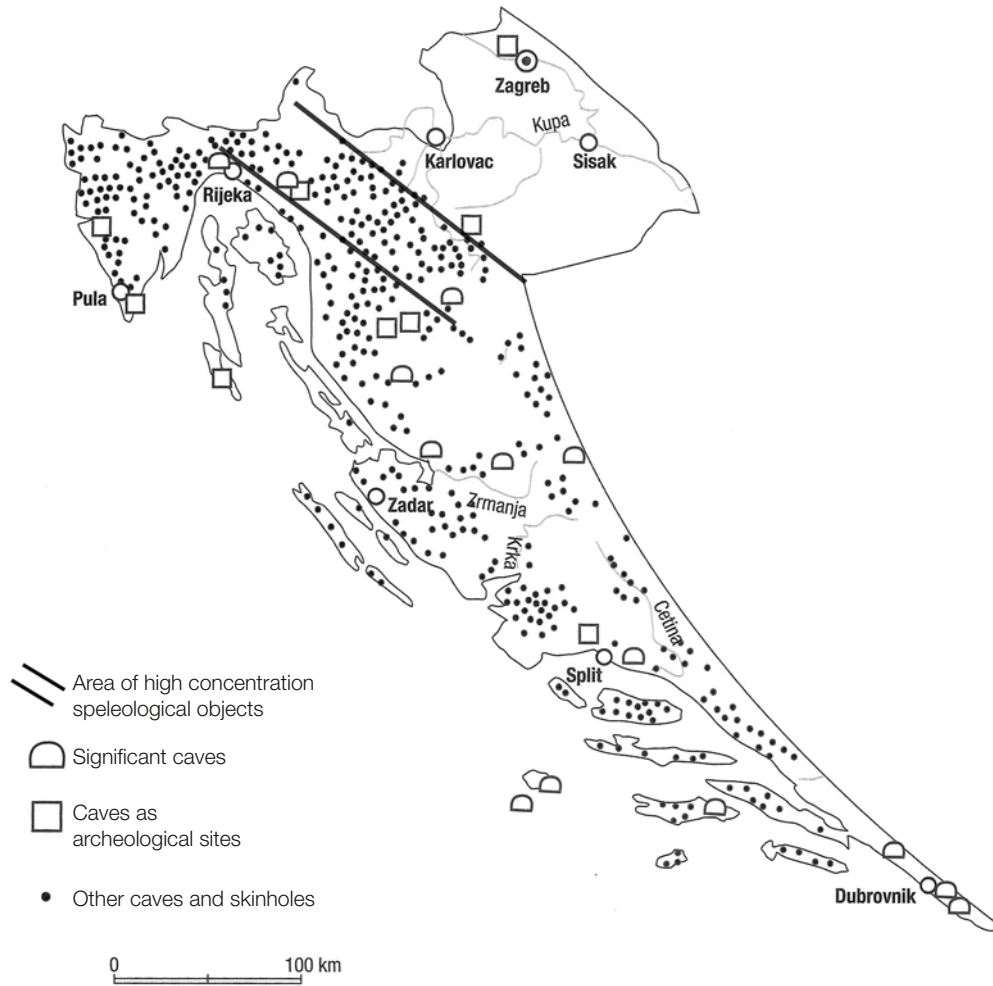 Zagreb
Kupa
Karlovac
Sisak
Rijeka
Pula
Zadar
Zrmanja
Krka
Cetina
Split
Dubrovnik
Area of high concentration
speleological objects
Significant caves
Caves as
archeological sites
Other caves and skinholes
0 100 km